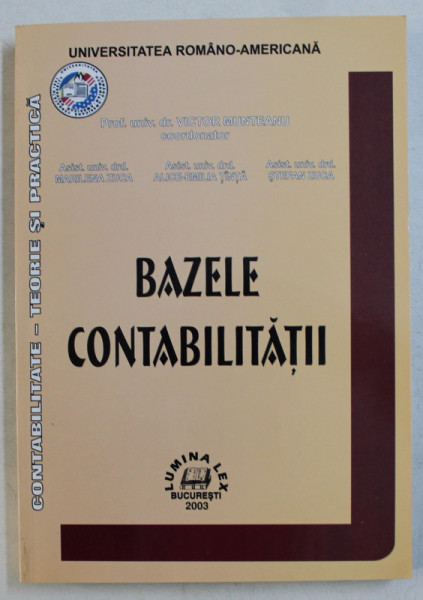 UNIVERSITATEA ROMÂNO-AMERICANĂ
Prof. univ. dr. VICTOR MUNTEANU
coordonator
Asist. univ. drd.
MARILENA ZUCA
Asist. univ. drd.
ALICE-EMILIA ȚÎNȚĂ
Asist. univ. drd.
ȘTEFAN ZUCA
CONTABILITATE - TEORIE ȘI PRACTICĂ
BAZELE
CONTABILITĂȚII
LUMINA LEX
BUCUREȘTI
2003